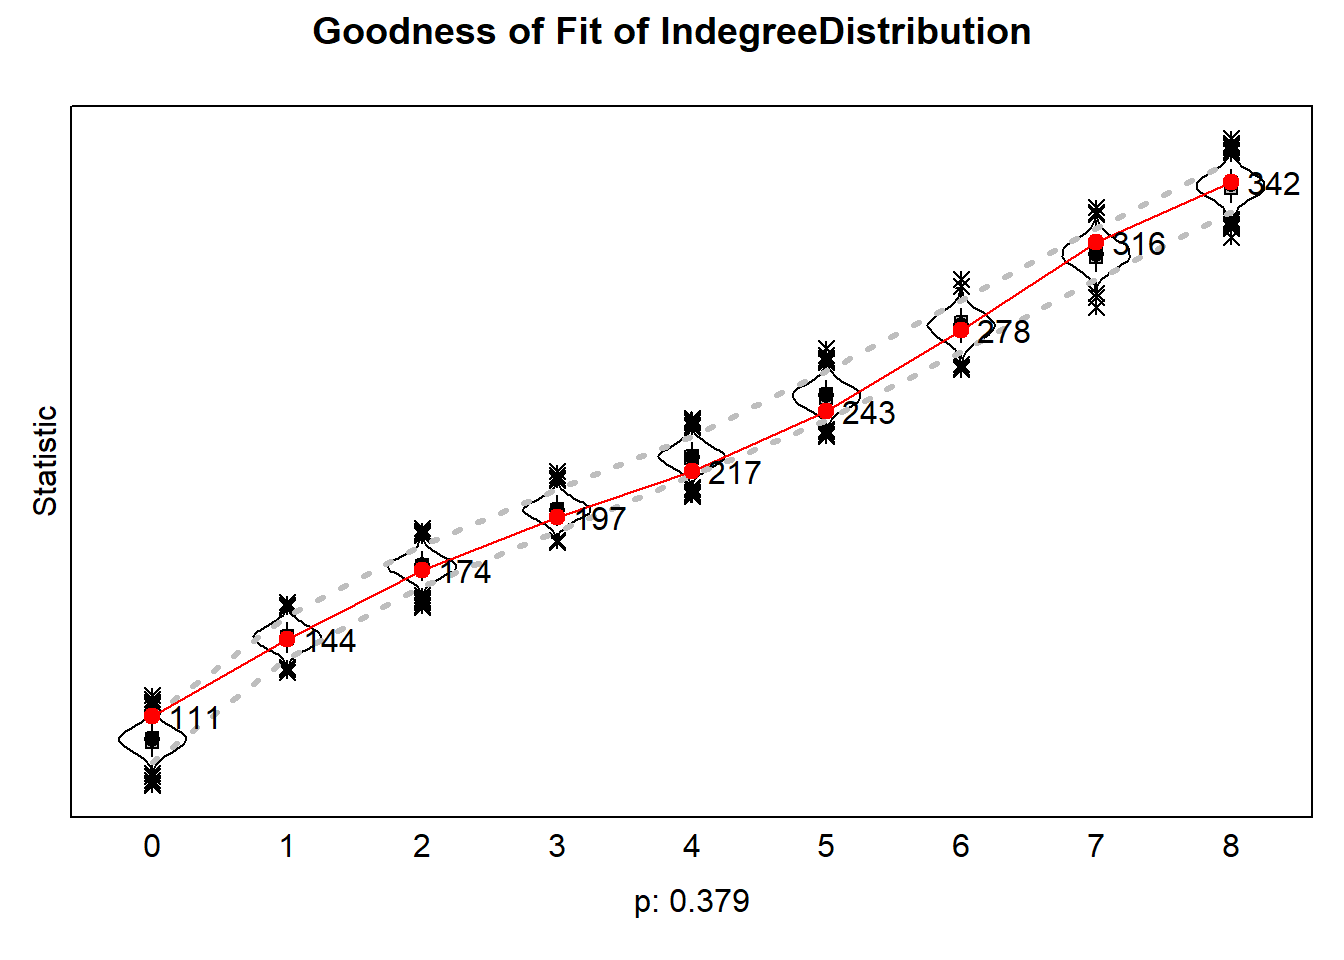 Goodness of Fit of IndegreeDistribution
342
316
278
243
217
197
174
144
111
Statistic
0 1 2 3 4 5 6 7 8
p: 0.379